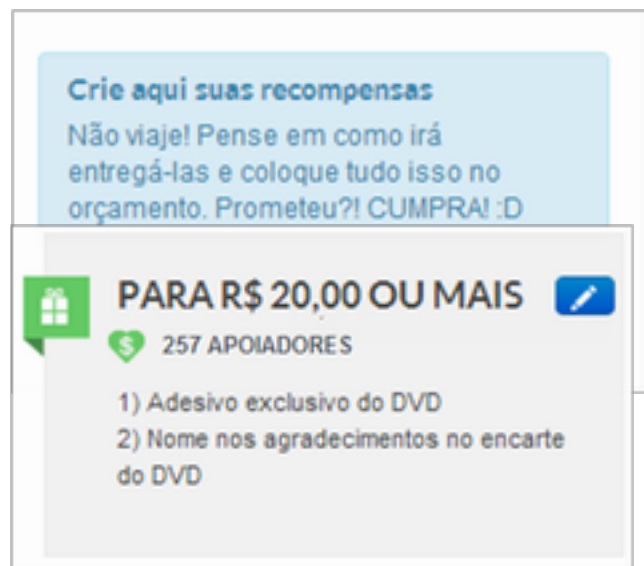 Crie aqui suas recompensas
Não viaje! Pense em como irá
entregá-las e coloque tudo isso no
orçamento. Prometeu?! CUMPRA! :D
PARA R$ 20,00 OU MAIS
$ 257 APOIADORES
1) Adesivo exclusivo do DVD
2) Nome nos agradecimentos no encarte
do DVD